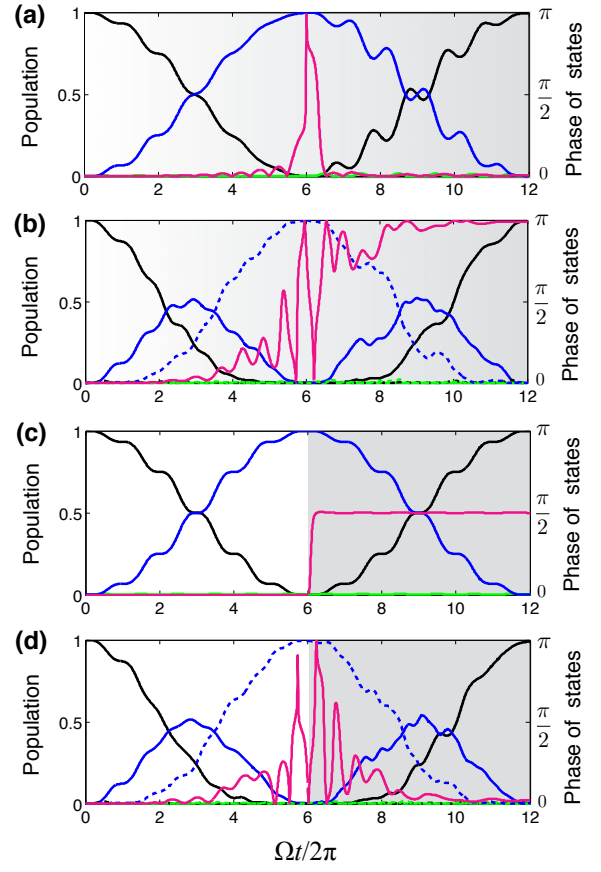 (a)
Population
1
0.5
0
0 2 4 6 8 10 12
π
π/2
0
Phase of states
(b)
Population
1
0.5
0
0 2 4 6 8 10 12
π
π/2
0
Phase of states
(c)
Population
1
0.5
0
0 2 4 6 8 10 12
π
π/2
0
Phase of states
(d)
Population
1
0.5
0
0 2 4 6 8 10 12
π
π/2
0
Phase of states
Ωt/2π